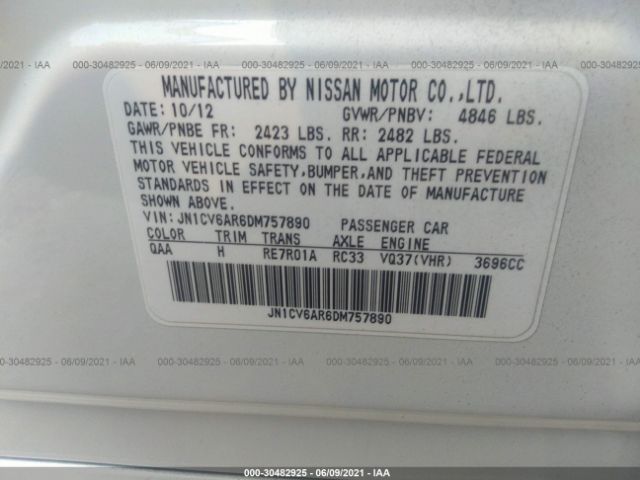 000-30482925 - 06/09/2021 - IAA
MANUFACTURED BY NISSAN MOTOR CO.,LTD.
DATE: 10/12 GVWR/PNBV: 4846 LBS.
GAWR/PNBE FR: 2423 LBS. RR: 2482 LBS.
THIS VEHICLE CONFORMS TO ALL APPLICABLE FEDERAL
MOTOR VEHICLE SAFETY,BUMPER,AND THEFT PREVENTION
STANDARDS IN EFFECT ON THE DATE OF MANUFACTURE
SHOWN ABOVE.
VIN: JN1CV6AR6DM757890 PASSENGER CAR
COLOR TRIM TRANS AXLE ENGINE
QAA H RE7R01A RC33 VQ37(VHR) 3696CC
JN1CV6AR6DM757890
000-30482925 - 06/09/2021 - IAA
000-30482925 - 06/09/2021 - IAA